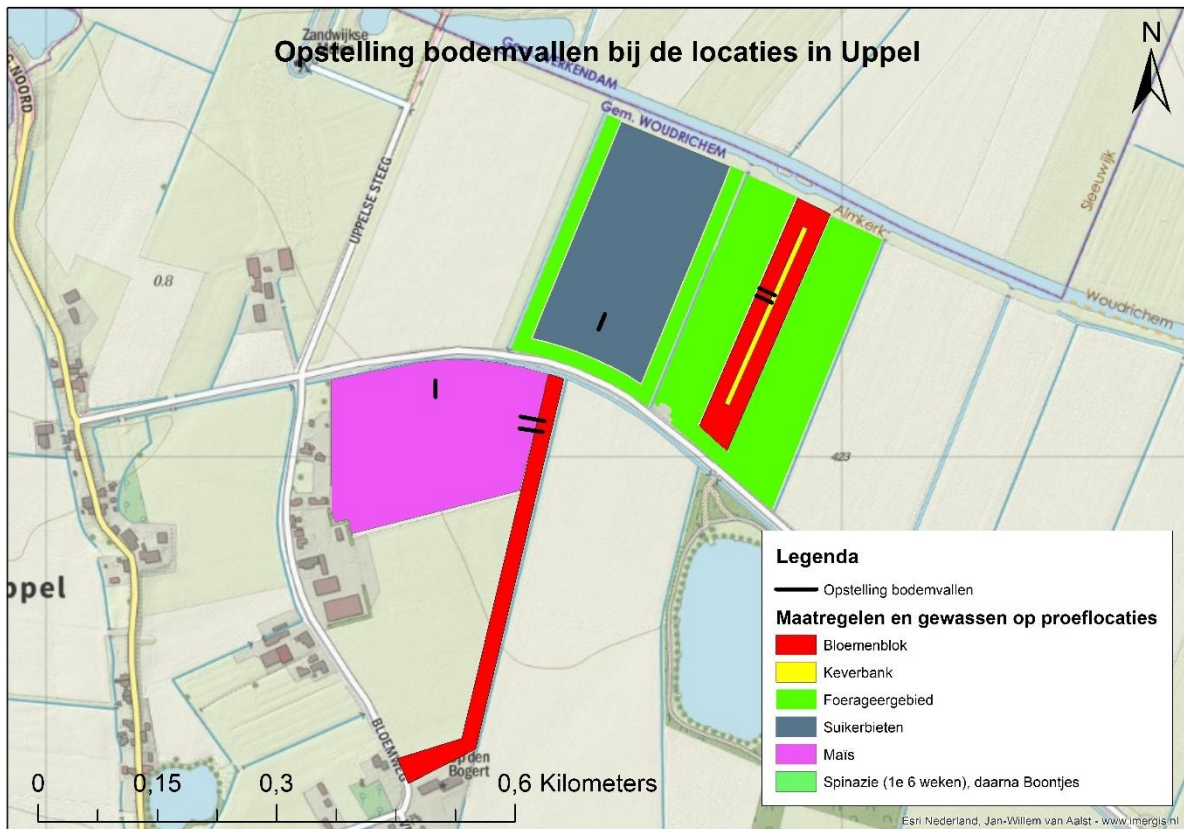 Opstelling bodemvallen bij de locaties in Uppel
N
Zandwijkse
Molen
Gem. WERKENDAM
Gem. WOUDRICHEM
NOORD
UPPELSE STEEG
Sleeuwijk
Almkerk
Woudrichem
0.8
423
ppel
BLOEMWEG
Op den
Bogert
0 0,15 0,3 0,6 Kilometers
Legenda
Opstelling bodemvallen
Maatregelen en gewassen op proeflocaties
Bloemenblok
Keverbank
Foerageergebied
Suikerbieten
Maïs
Spinazie (1e 6 weken), daarna Boontjes
Esri Nederland, Jan-Willem van Aalst - www.imergis.nl